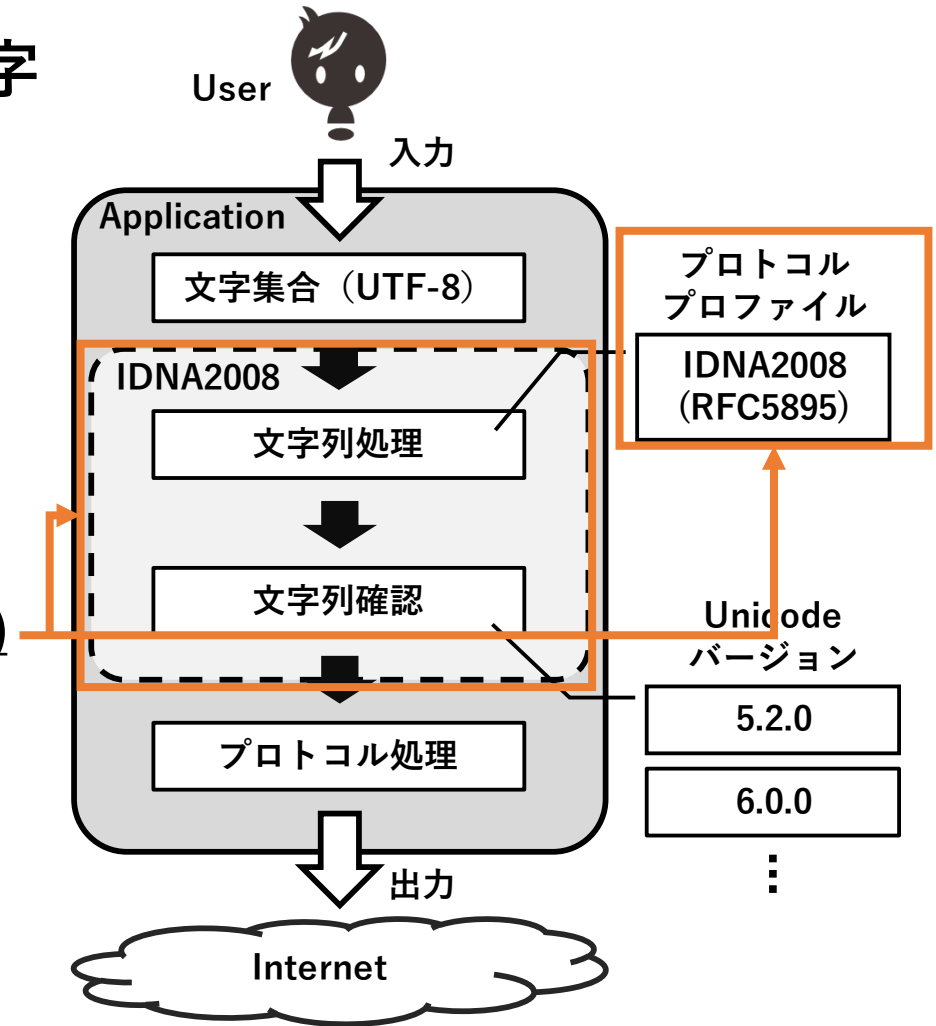 字
User
入力
Application
文字集合（UTF-8）
プロトコル
プロファイル
IDNA2008
IDNA2008
(RFC5895)
文字列処理
文字列確認
)
Unicode
バージョン
5.2.0
プロトコル処理
6.0.0
⋮
出力
Internet